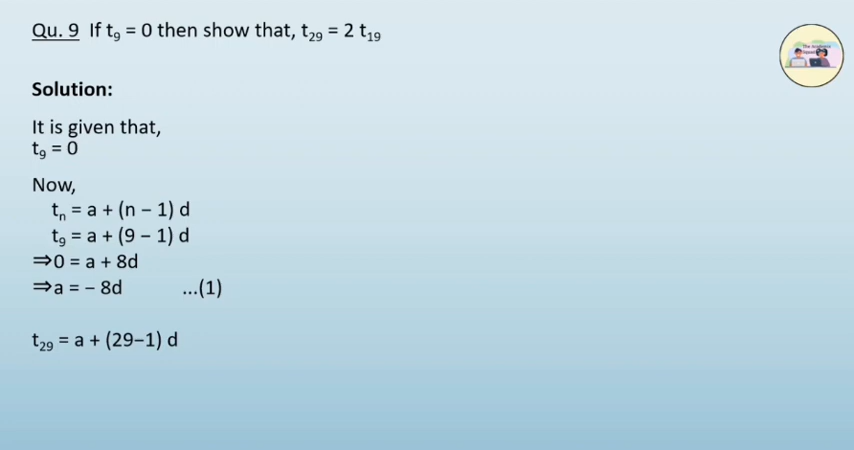 Qu. 9 If t₉ = 0 then show that, t₂₉ = 2 t₁₉
Solution:
It is given that,
t₉ = 0
Now,
tₙ = a + (n − 1) d
t₉ = a + (9 − 1) d
⇒0 = a + 8d
⇒a = − 8d ...(1)
t₂₉ = a + (29−1) d